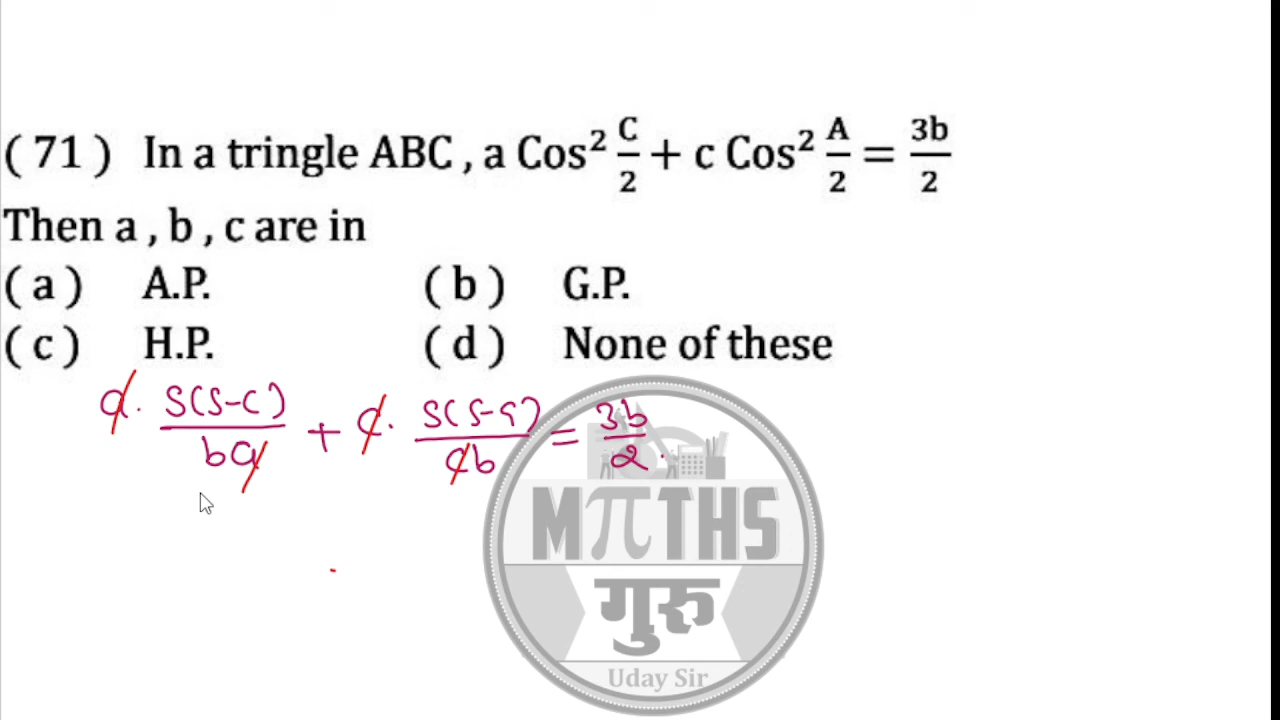 (71) In a tringle ABC, a Cos² C/2 + c Cos² A/2 = 3b/2
Then a, b, c are in
(a) A.P. (b) G.P.
(c) H.P. (d) None of these
a. s(s-c)/ba + c. s(s-a)/cb = 3b/2.
MπTHS
गुरु
Uday Sir